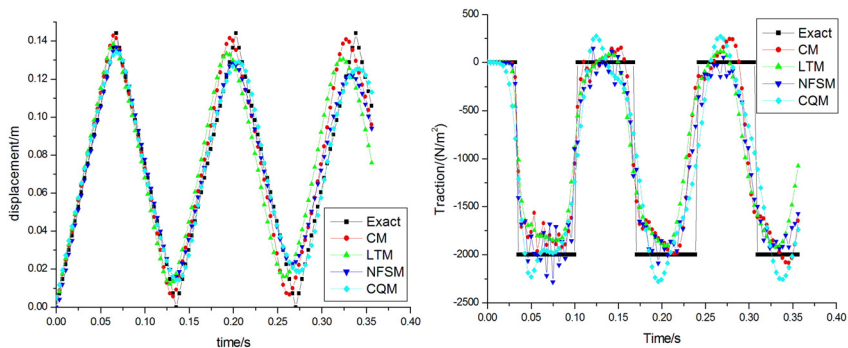 0.14
0.12
0.10
0.08
0.06
0.04
0.02
0.00
displacement/m
0.00 0.05 0.10 0.15 0.20 0.25 0.30 0.35 0.40
time/s
Exact
CM
LTM
NFSM
CQM
500
0
-500
-1000
-1500
-2000
-2500
Traction/(N/m²)
0.00 0.05 0.10 0.15 0.20 0.25 0.30 0.35 0.40
Time/s
Exact
CM
LTM
NFSM
CQM